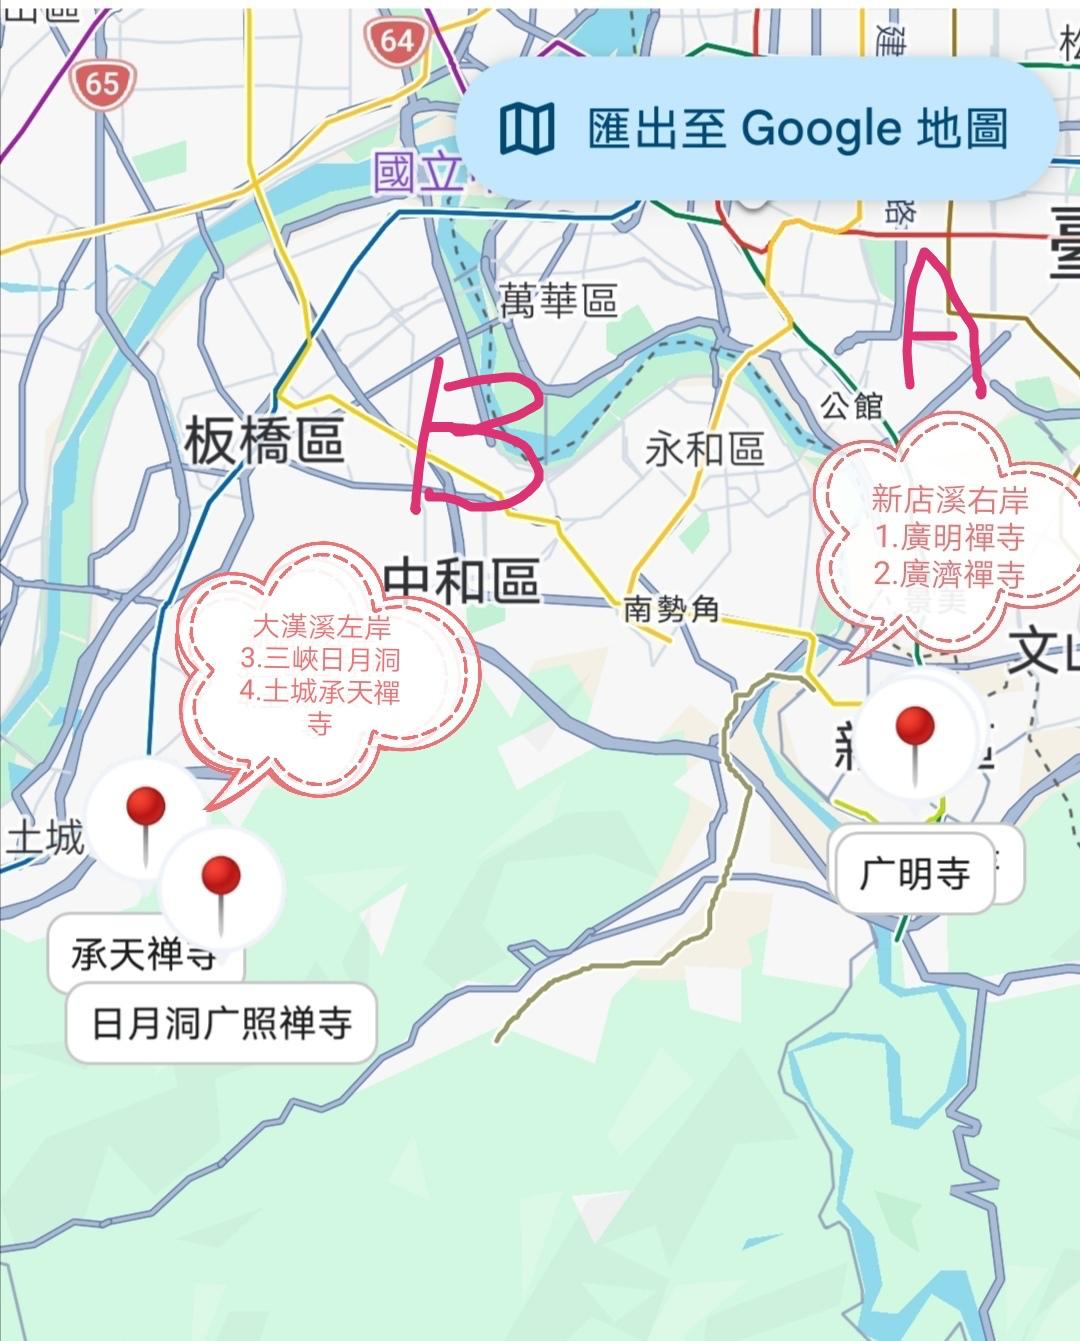 65
64
匯出至 Google 地圖
國立
路
萬華區
A
B
公館
板橋區
永和區
新店溪右岸
1.廣明禪寺
2.廣濟禪寺
中和區
南勢角
大漢溪左岸
3.三峽日月洞
4.土城承天禪
寺
土城
广明寺
承天禅寺
日月洞广照禅寺